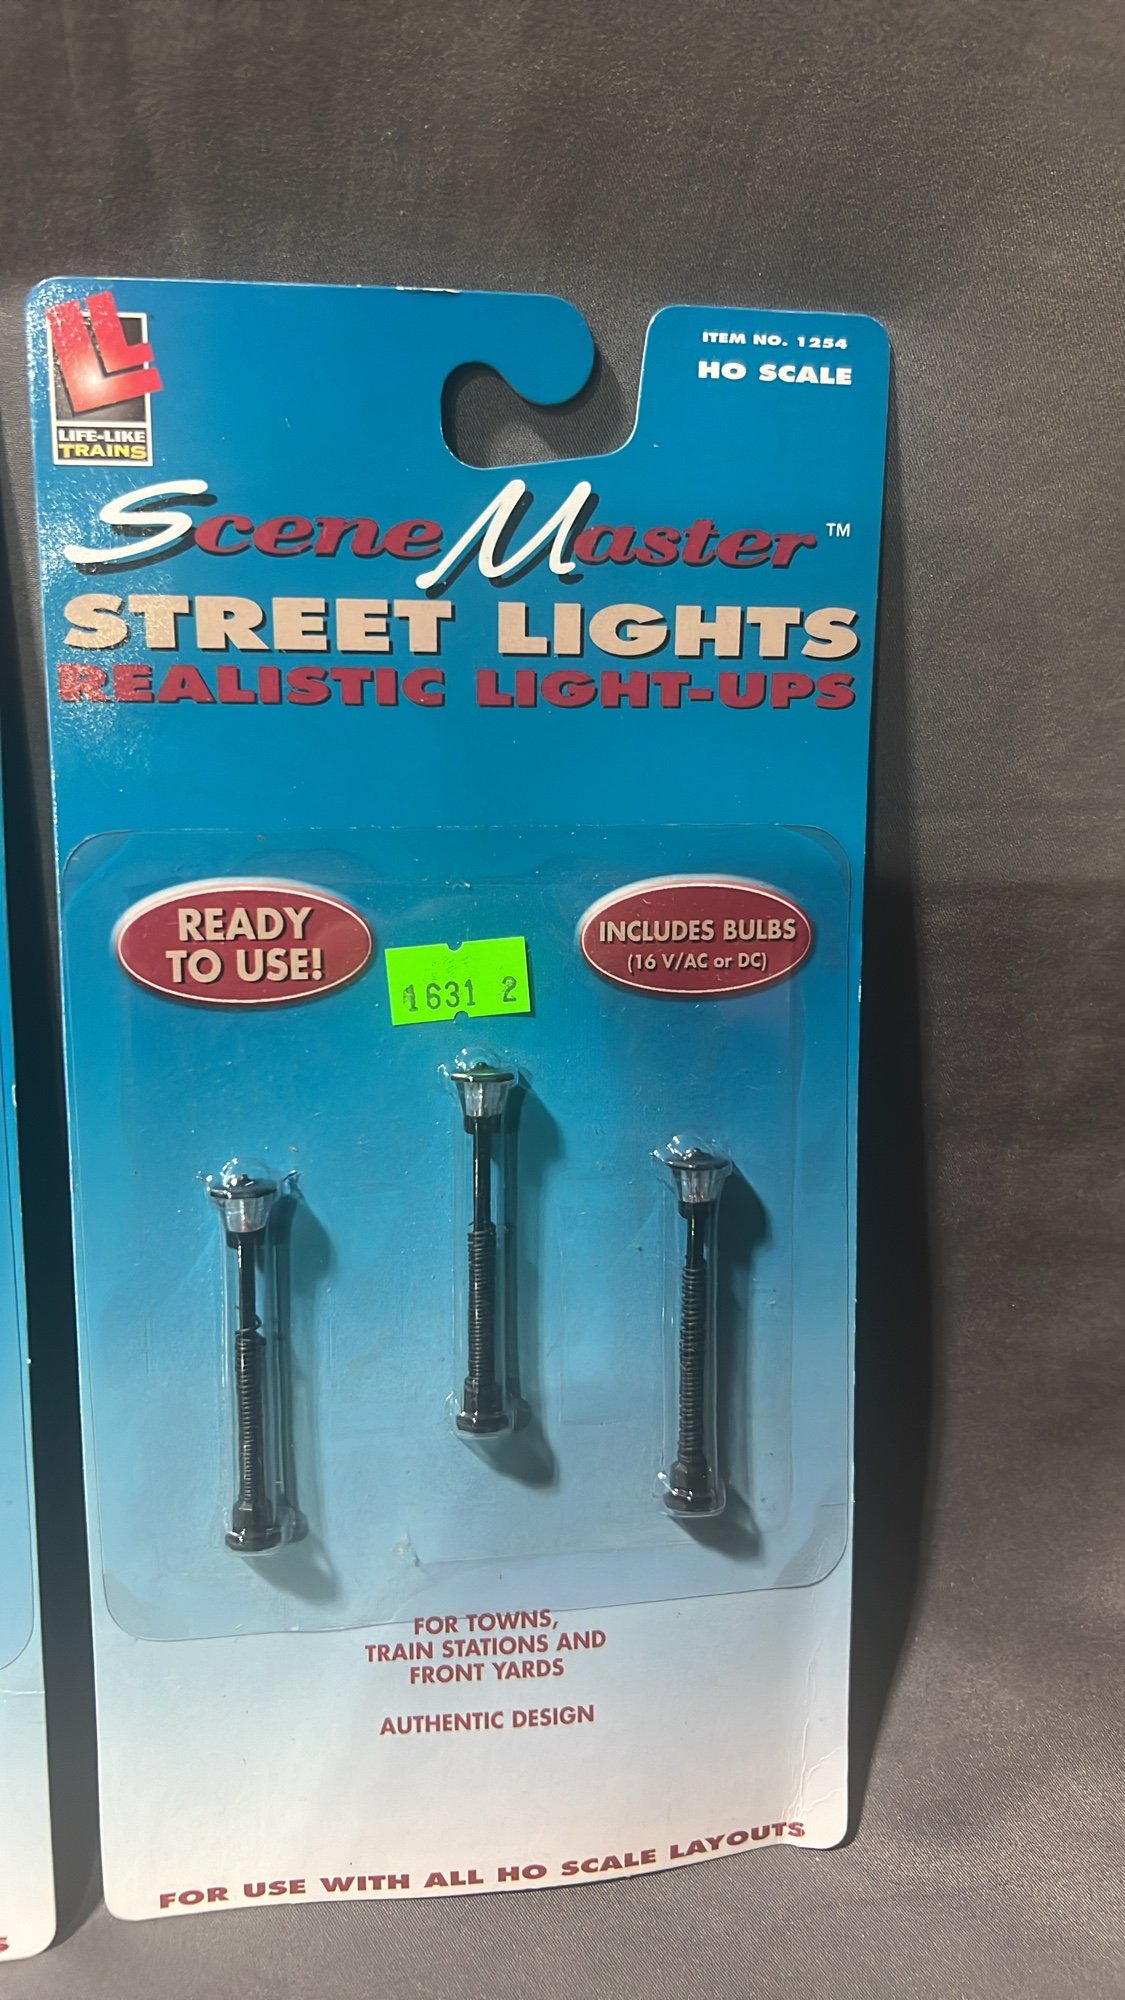 LIFE-LIKE
TRAINS
ITEM NO. 1254
HO SCALE
SceneMaster™
STREET LIGHTS
REALISTIC LIGHT-UPS
READY
TO USE!
1631 2
INCLUDES BULBS
(16 V/AC or DC)
FOR TOWNS,
TRAIN STATIONS AND
FRONT YARDS
AUTHENTIC DESIGN
FOR USE WITH ALL HO SCALE LAYOUTS